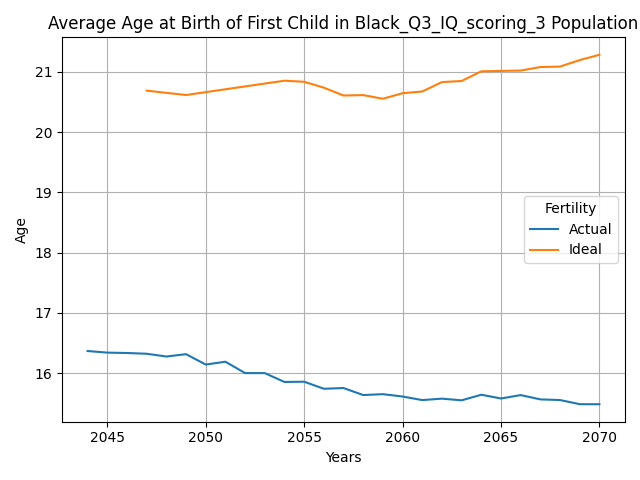 Average Age at Birth of First Child in Black_Q3_IQ_scoring_3 Population
21
20
19
18
17
16
Age
Fertility
Actual
Ideal
2045 2050 2055 2060 2065 2070
Years